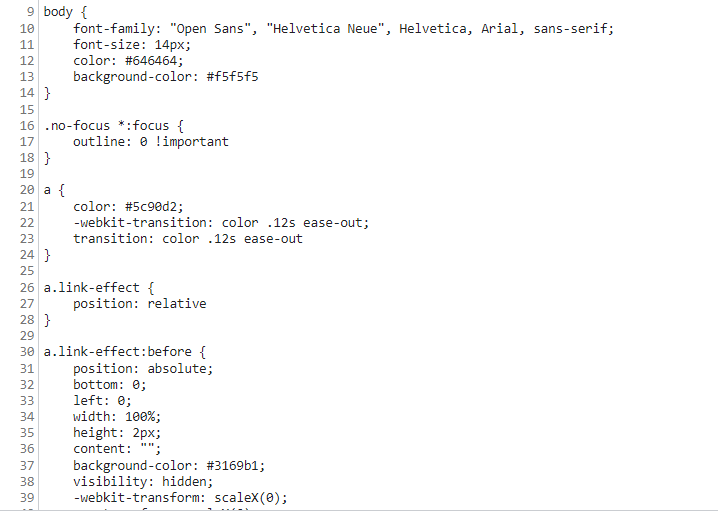 9 body {
10     font-family: "Open Sans", "Helvetica Neue", Helvetica, Arial, sans-serif;
11     font-size: 14px;
12     color: #646464;
13     background-color: #f5f5f5
14 }
15
16 .no-focus *:focus {
17     outline: 0 !important
18 }
19
20 a {
21     color: #5c90d2;
22     -webkit-transition: color .12s ease-out;
23     transition: color .12s ease-out
24 }
25
26 a.link-effect {
27     position: relative
28 }
29
30 a.link-effect:before {
31     position: absolute;
32     bottom: 0;
33     left: 0;
34     width: 100%;
35     height: 2px;
36     content: "";
37     background-color: #3169b1;
38     visibility: hidden;
39     -webkit-transform: scaleX(0);